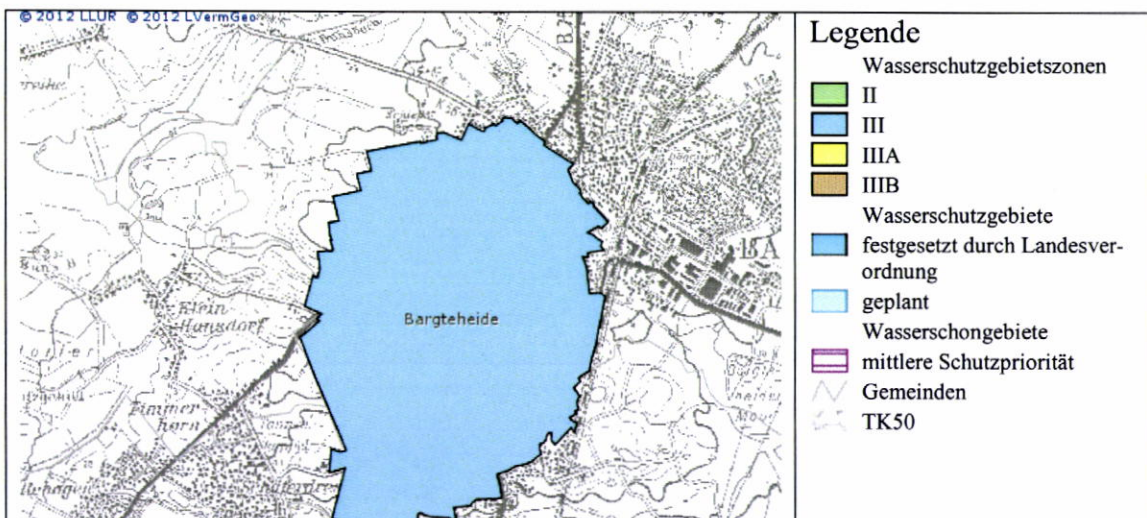 © 2012 LLUR © 2012 LVermGeo
Bargteheide
Klein
Hansdorf
BA
Legende
Wasserschutzgebietszonen
II
III
IIIA
IIIB
Wasserschutzgebiete
festgesetzt durch Landesver-
ordnung
geplant
Wasserschongebiete
mittlere Schutzpriorität
Gemeinden
TK50